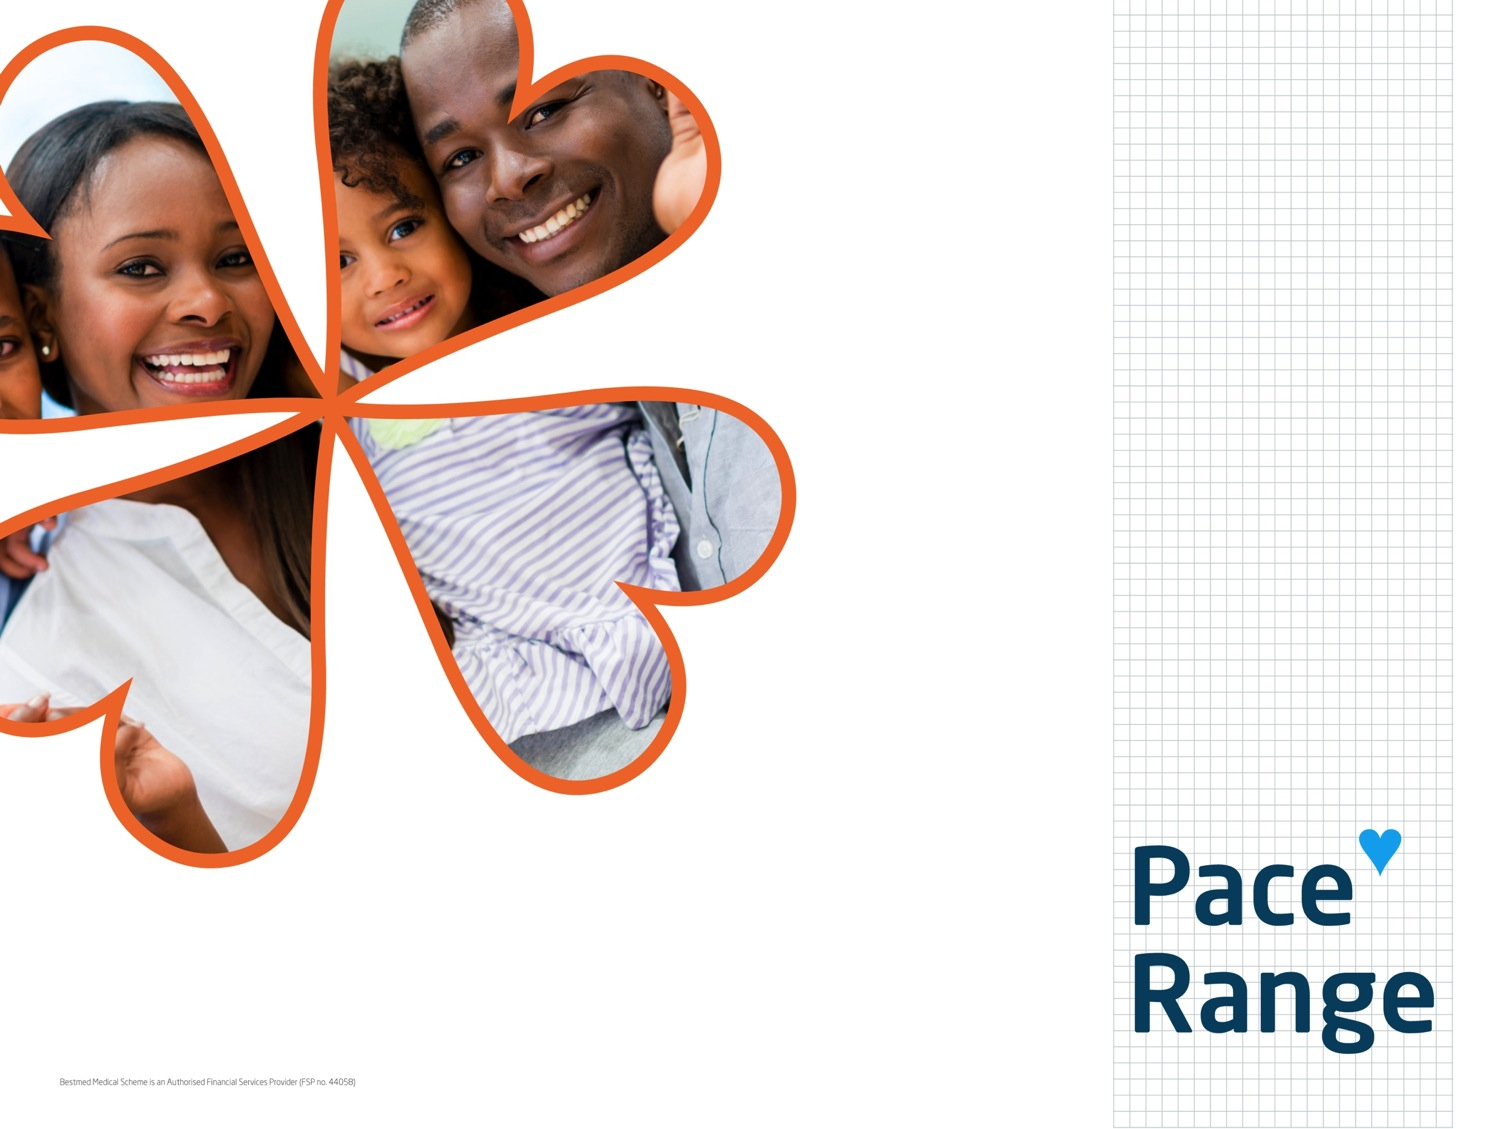 Pace
Range
Bestmed Medical Scheme is an Authorised Financial Services Provider (FSP no. 44058)